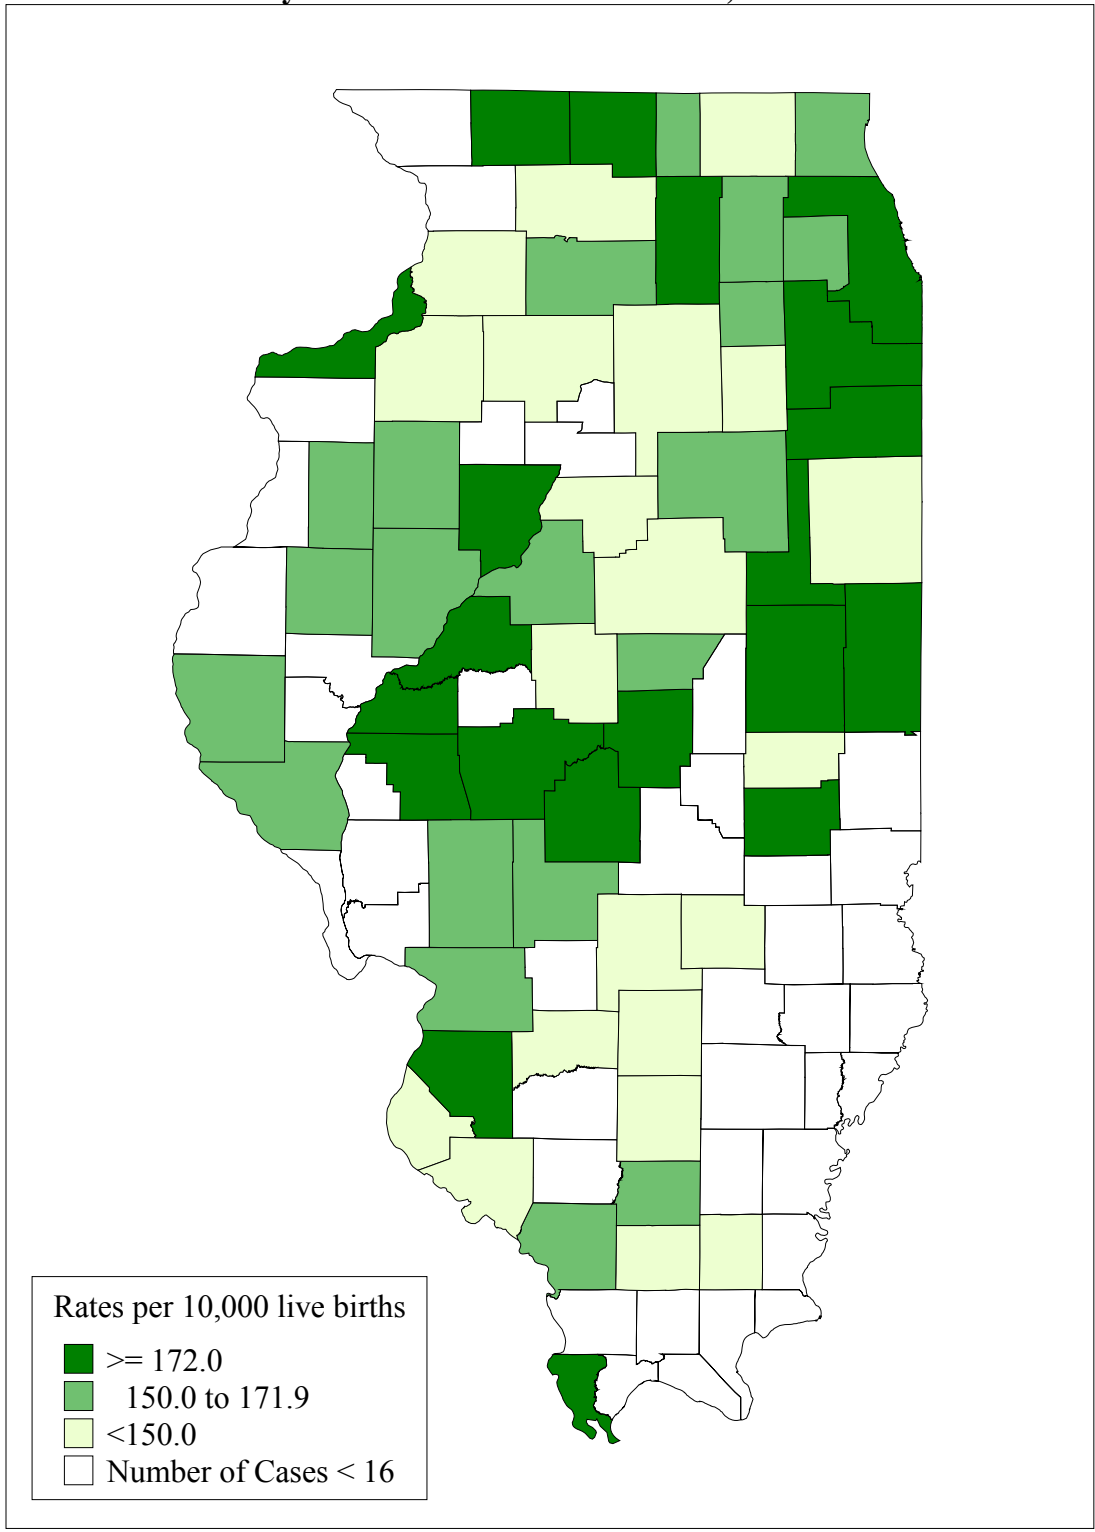 Rates per 10,000 live births
>= 172.0
150.0 to 171.9
<150.0
Number of Cases < 16